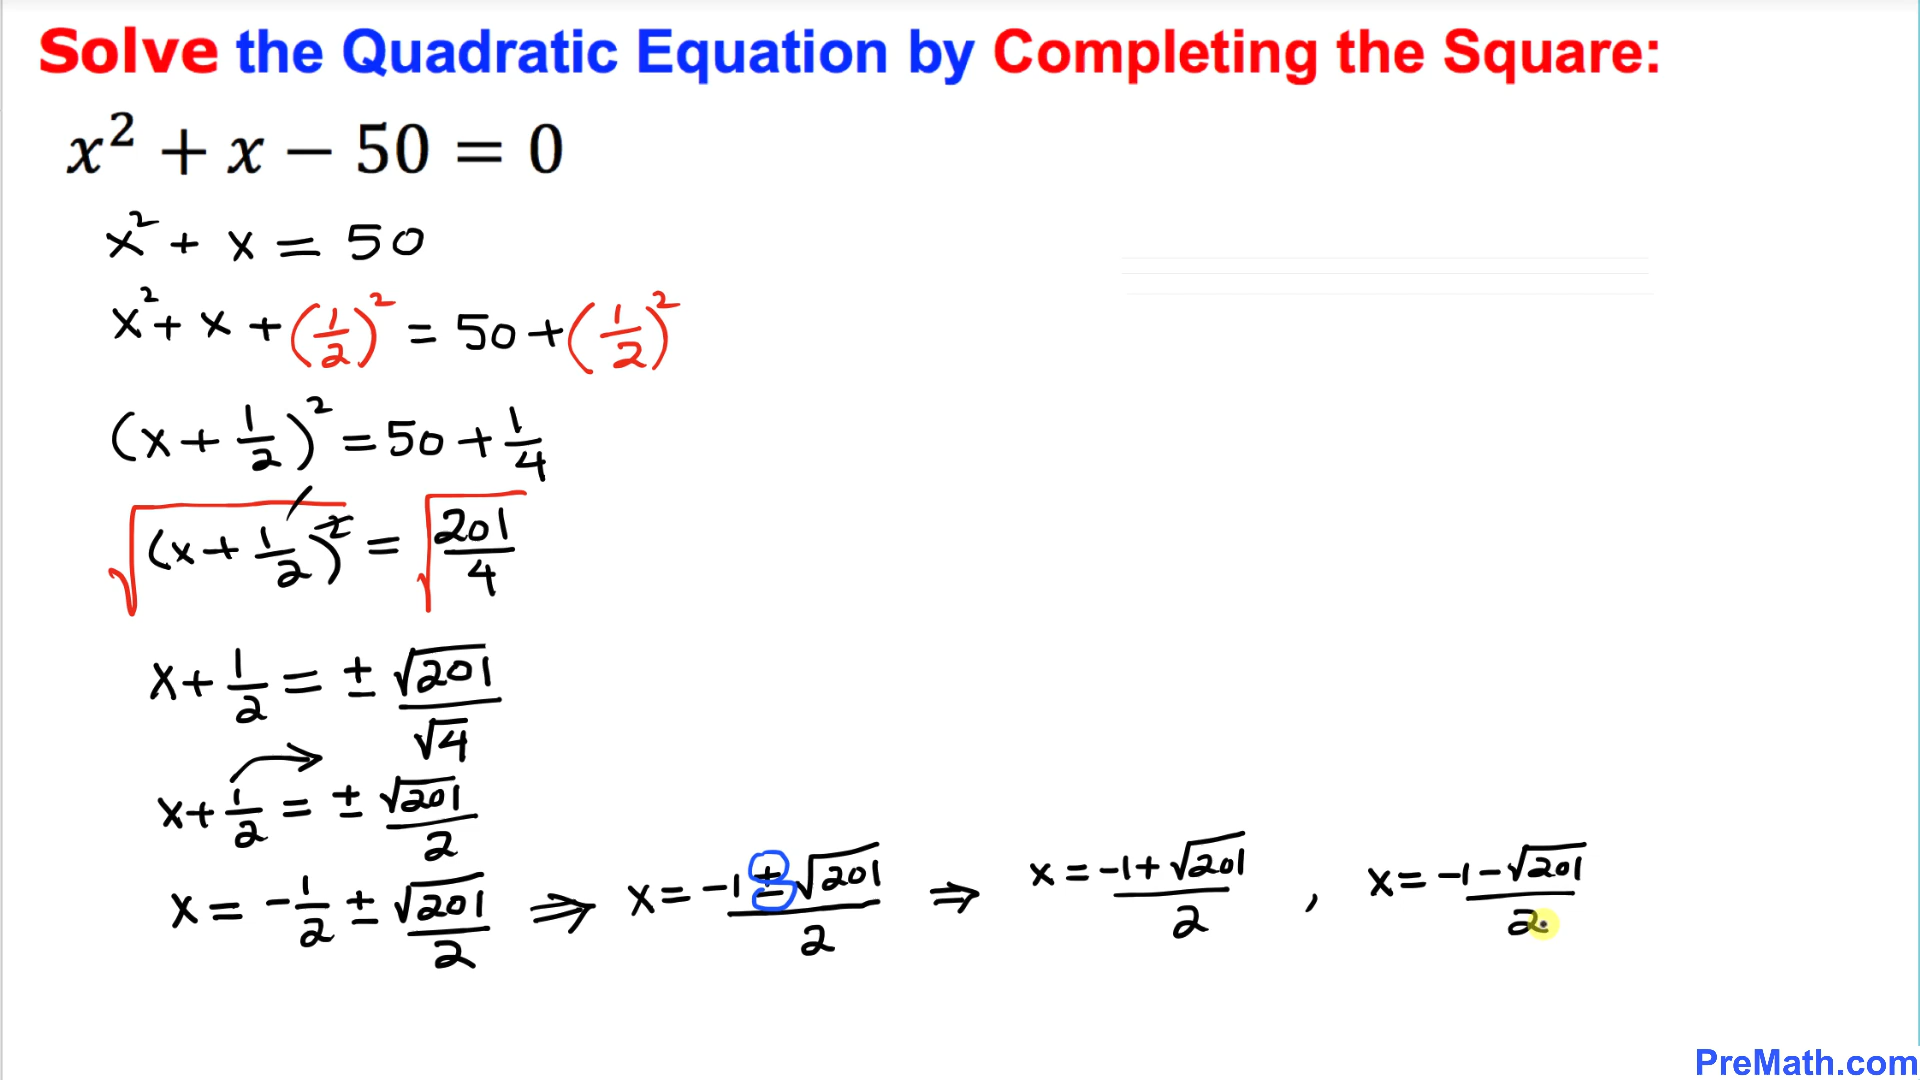 Solve the Quadratic Equation by Completing the Square:
x² + x − 50 = 0
x² + x = 50
x² + x + (1/2)² = 50 + (1/2)²
(x + 1/2)² = 50 + 1/4
√(x + 1/2)² = √201/4
x + 1/2 = ± √201/√4
x + 1/2 = ± √201/2
x = -1/2 ± √201/2 ⇒ x = -1 ± √201/2 ⇒ x = -1 + √201/2 , x = -1 - √201/2
PreMath.com